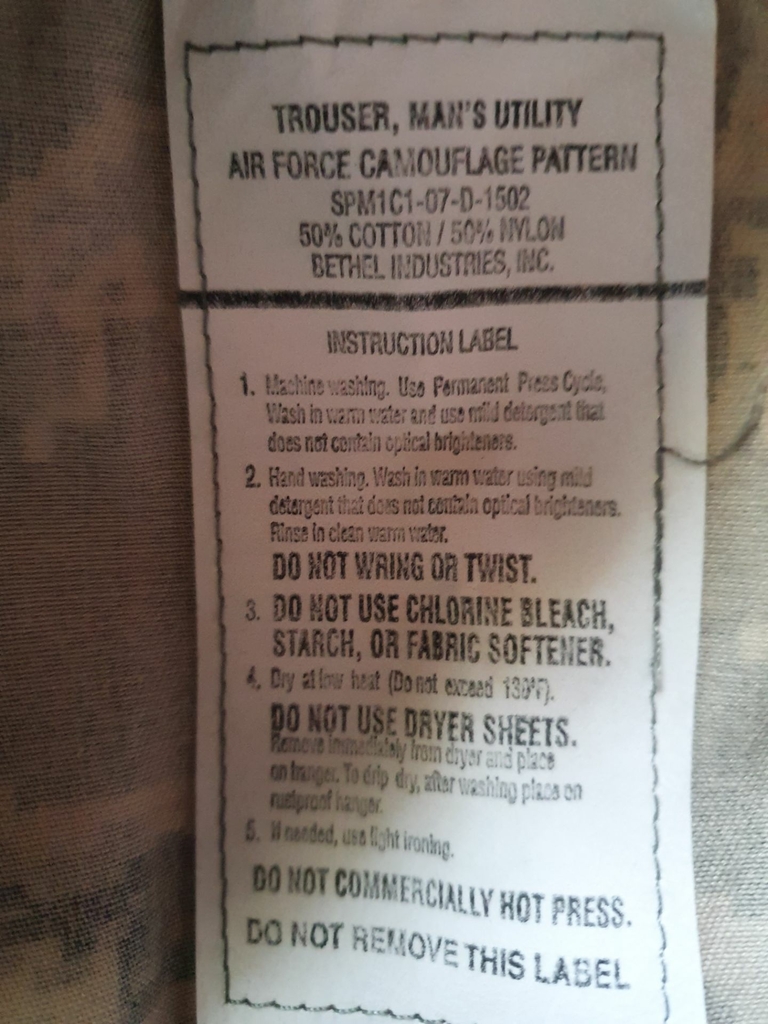 TROUSER, MAN'S UTILITY
AIR FORCE CAMOUFLAGE PATTERN
SPM1C1-07-D-1502
50% COTTON / 50% NYLON
BETHEL INDUSTRIES, INC.
INSTRUCTION LABEL
1. Machine washing. Use Permanent Press Cycle,
Wash in warm water and use mild detergent that
does not contain optical brighteners.
2. Hand washing. Wash in warm water using mild
detergent that does not contain optical brighteners.
Rinse in clean warm water.
DO NOT WRING OR TWIST.
3. DO NOT USE CHLORINE BLEACH,
STARCH, OR FABRIC SOFTENER.
4. Dry at low heat (Do not exceed 130°F).
DO NOT USE DRYER SHEETS.
Remove immediately from dryer and place
on hanger. To drip dry, after washing place on
rustproof hanger.
5. If needed, use light ironing.
DO NOT COMMERCIALLY HOT PRESS.
DO NOT REMOVE THIS LABEL